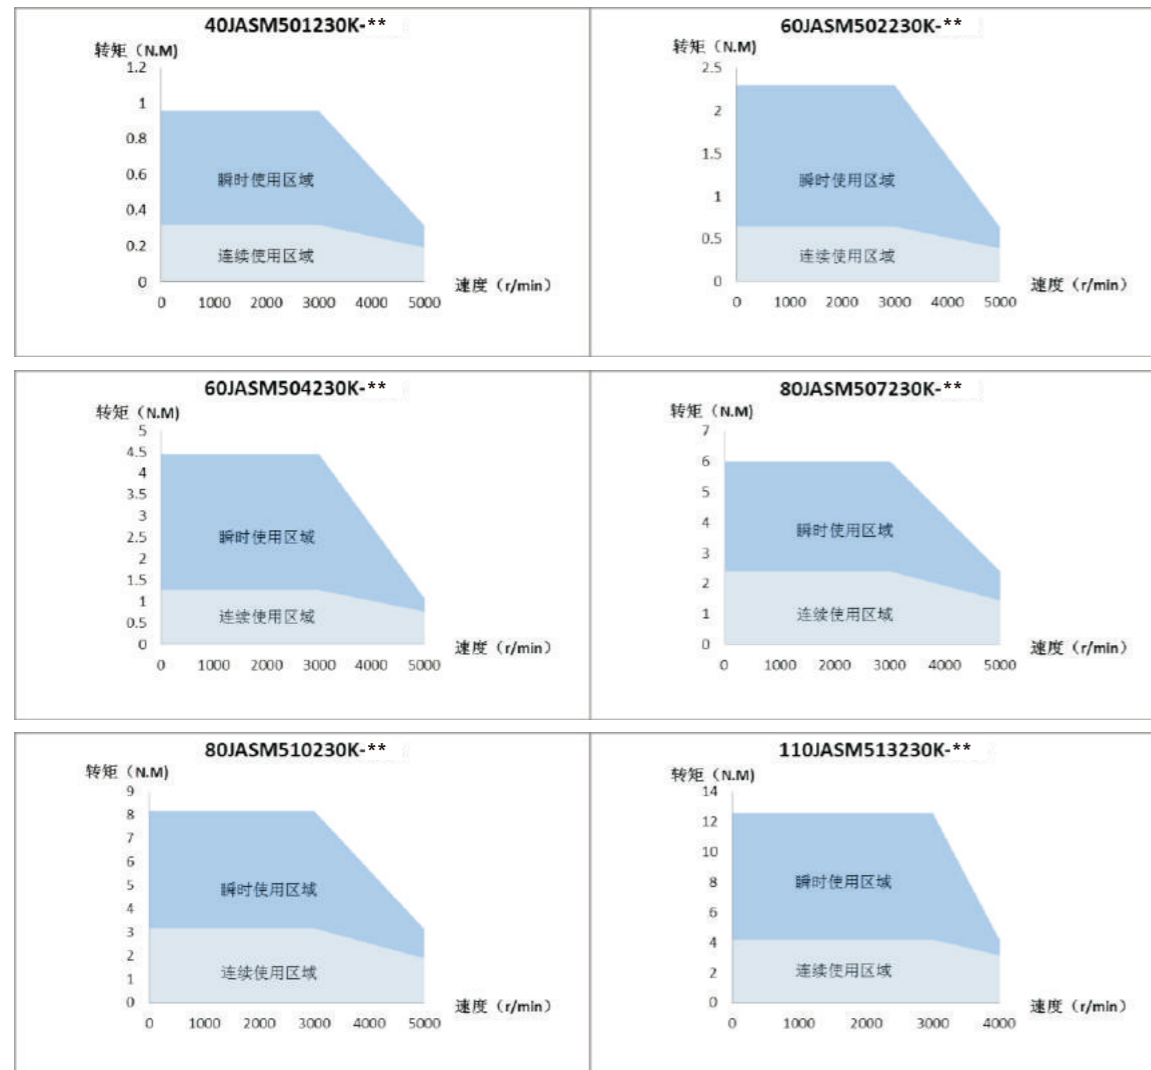 40JASM501230K-**
转矩（N.M)
1.2
1
0.8
0.6
0.4
0.2
0
瞬时使用区域
连续使用区域
0 1000 2000 3000 4000 5000
速度（r/min）
60JASM502230K-**
转矩（N.M)
2.5
2
1.5
1
0.5
0
瞬时使用区域
连续使用区域
0 1000 2000 3000 4000 5000
速度（r/min）
60JASM504230K-**
转矩（N.M)
5
4.5
4
3.5
3
2.5
2
1.5
1
0.5
0
瞬时使用区域
连续使用区域
0 1000 2000 3000 4000 5000
速度（r/min）
80JASM507230K-**
转矩（N.M)
7
6
5
4
3
2
1
0
瞬时使用区域
连续使用区域
0 1000 2000 3000 4000 5000
速度（r/min）
80JASM510230K-**
转矩（N.M)
9
8
7
6
5
4
3
2
1
0
瞬时使用区域
连续使用区域
0 1000 2000 3000 4000 5000
速度（r/min）
110JASM513230K-**
转矩（N.M)
14
12
10
8
6
4
2
0
瞬时使用区域
连续使用区域
0 1000 2000 3000 4000
速度（r/min）